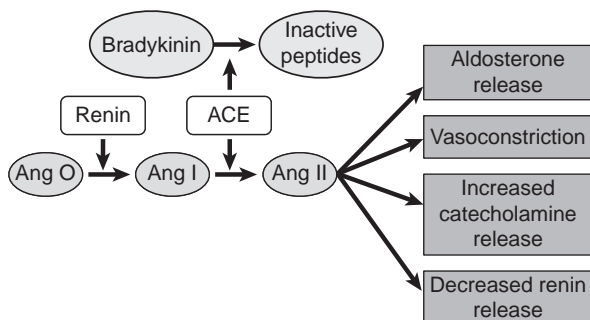 Bradykinin
Inactive
peptides
Renin
ACE
Ang O
Ang I
Ang II
Aldosterone
release
Vasoconstriction
Increased
catecholamine
release
Decreased renin
release